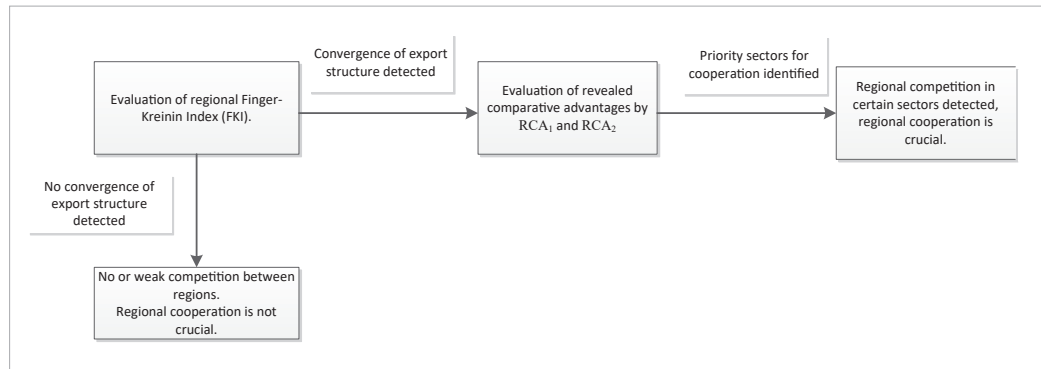 Evaluation of regional Finger-
Kreinin Index (FKI).
Convergence of export
structure detected
Evaluation of revealed
comparative advantages by
RCA₁ and RCA₂
Priority sectors for
cooperation identified
Regional competition in
certain sectors detected,
regional cooperation is
crucial.
No convergence of
export structure
detected
No or weak competition between
regions.
Regional cooperation is not
crucial.